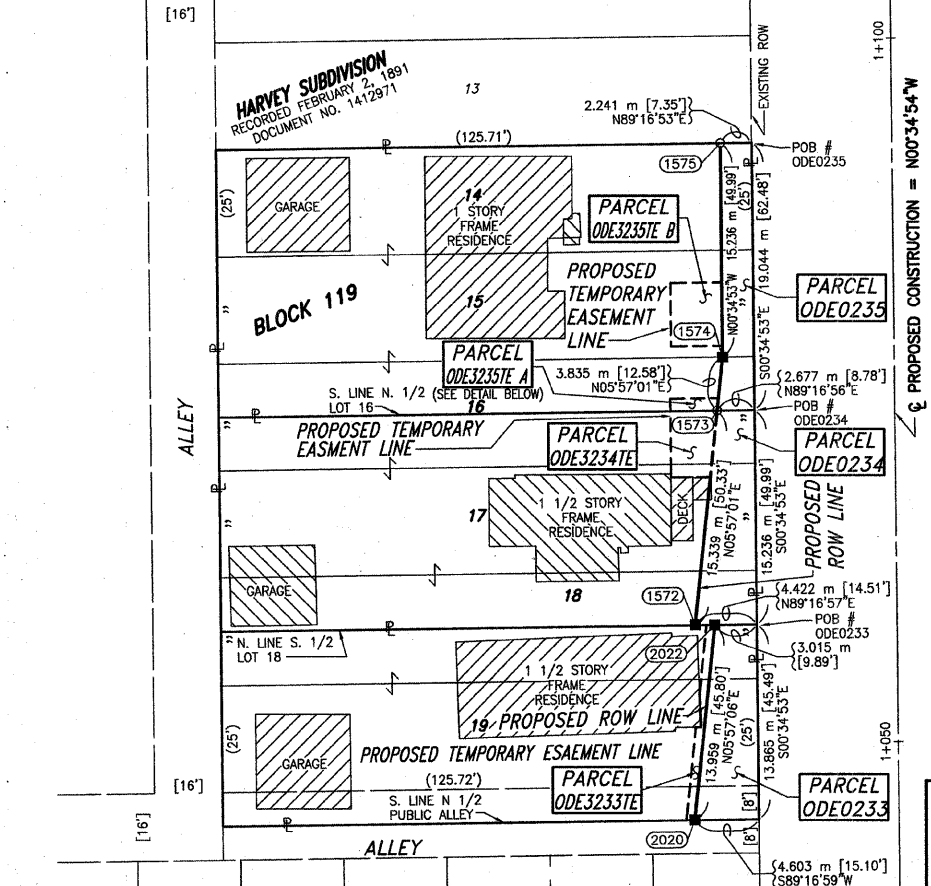 [16']
HARVEY SUBDIVISION
RECORDED FEBRUARY 2, 1891
DOCUMENT NO. 1412971
13
2.241 m [7.35']
N89°16'53"E
EXISTING ROW
1+100
(125.71')
1575
POB #
ODE0235
(25')
GARAGE
14
1 STORY
FRAME
RESIDENCE
PARCEL
ODE3235TE B
15.236 m [49.99']
N00°34'53"W
(25')
19.044 m [62.48']
S00°34'53"E
PARCEL
ODE0235
℄ PROPOSED CONSTRUCTION = N00°34'54"W
BLOCK 119
"
15
PROPOSED
TEMPORARY
EASEMENT
LINE
1574
"
PARCEL
ODE3235TE A
3.835 m [12.58']
N05°57'01"E
2.677 m [8.78']
N89°16'56"E
S. LINE N. 1/2 (SEE DETAIL BELOW)
LOT 16
16
1573
POB #
ODE0234
ALLEY
"
PROPOSED TEMPORARY
EASMENT LINE
PARCEL
ODE3234TE
"
PARCEL
ODE0234
17
1 1/2 STORY
FRAME
RESIDENCE
DECK
15.339 m [50.33']
N05°57'01"E
15.236 m [49.99']
S00°34'53"E
PROPOSED
ROW LINE
"
"
GARAGE
18
1572
4.422 m [14.51']
N89°16'57"E
POB #
ODE0233
"
N. LINE S. 1/2
LOT 18
2022
3.015 m
[9.89']
1 1/2 STORY
FRAME
RESIDENCE
19
PROPOSED ROW LINE
13.959 m [45.80']
N05°57'06"E
(25')
13.865 m [45.49']
S00°34'53"E
(25')
GARAGE
PROPOSED TEMPORARY ESAEMENT LINE
1+050
[16']
(125.72')
PARCEL
ODE3233TE
PARCEL
ODE0233
S. LINE N 1/2
PUBLIC ALLEY
[8']
[16']
ALLEY
2020
[8']
4.603 m [15.10']
S89°16'59"W